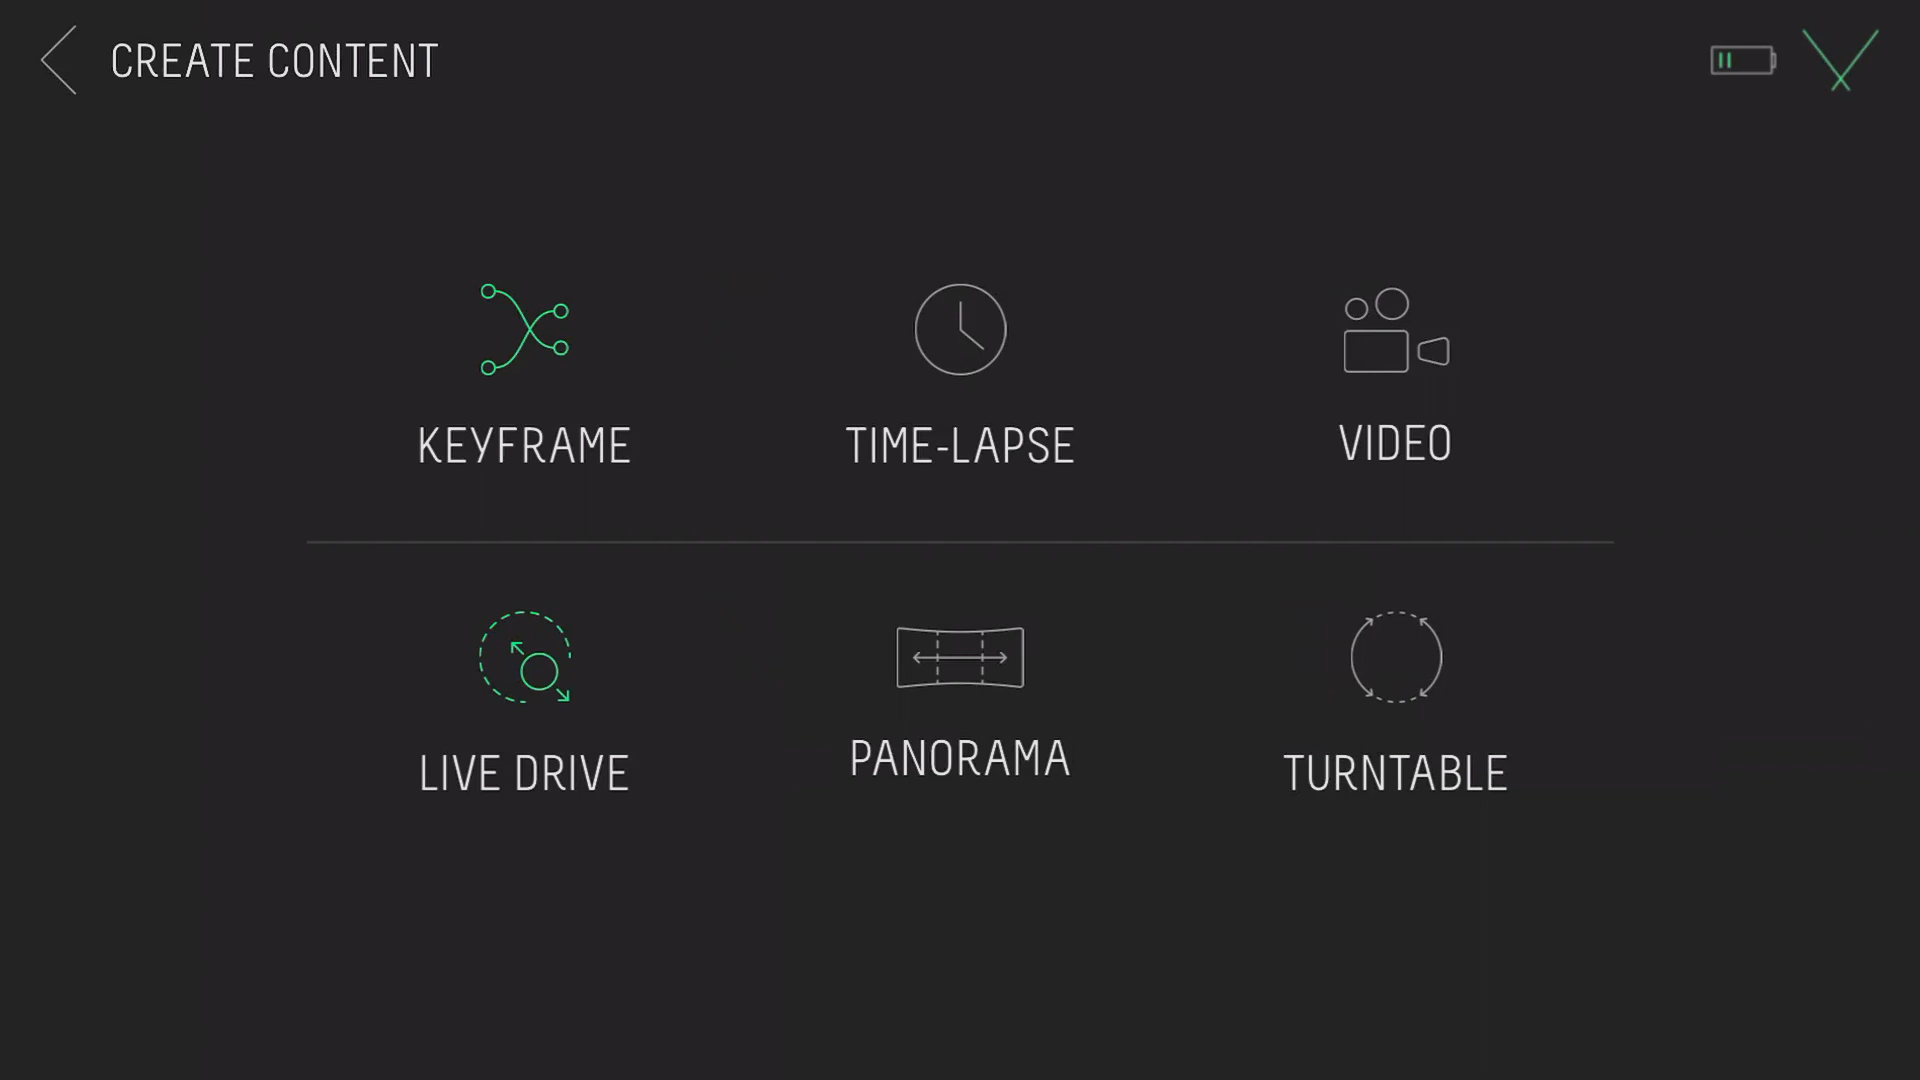 CREATE CONTENT
KEYFRAME
TIME-LAPSE
VIDEO
LIVE DRIVE
PANORAMA
TURNTABLE